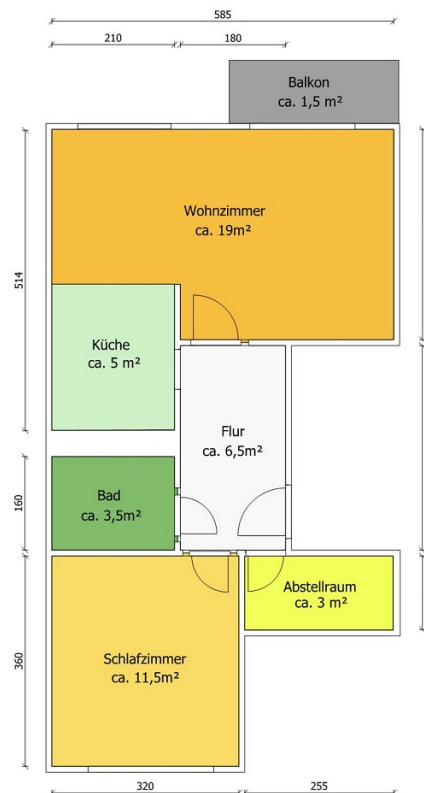 585
210
180
Balkon
ca. 1,5 m²
Wohnzimmer
ca. 19m²
514
Küche
ca. 5 m²
Flur
ca. 6,5m²
160
Bad
ca. 3,5m²
Abstellraum
ca. 3 m²
360
Schlafzimmer
ca. 11,5m²
320
255